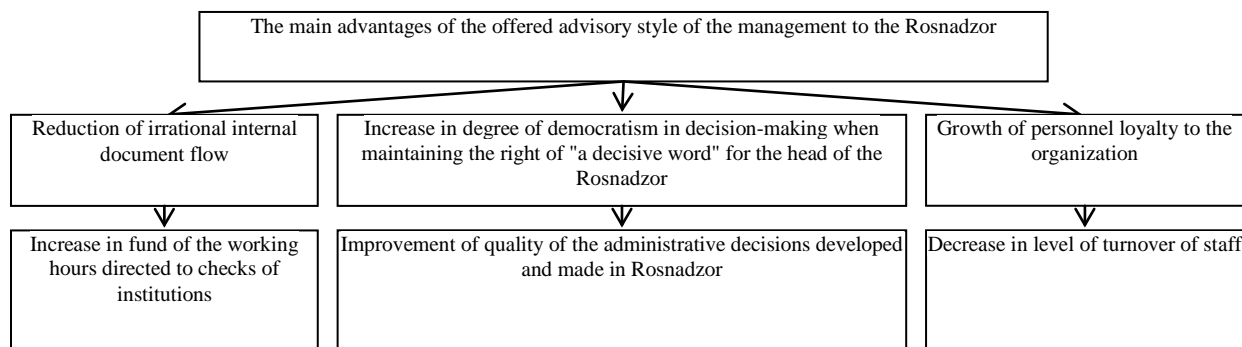 The main advantages of the offered advisory style of the management to the Rosnadzor
Reduction of irrational internal
document flow
Increase in degree of democratism in decision-making when
maintaining the right of "a decisive word" for the head of the
Rosnadzor
Growth of personnel loyalty to the
organization
Increase in fund of the working
hours directed to checks of
institutions
Improvement of quality of the administrative decisions developed
and made in Rosnadzor
Decrease in level of turnover of staff